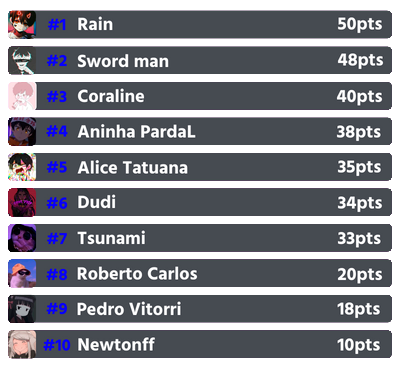 #1 Rain 50pts
#2 Sword man 48pts
#3 Coraline 40pts
#4 Aninha PardaL 38pts
#5 Alice Tatuana 35pts
#6 Dudi 34pts
#7 Tsunami 33pts
#8 Roberto Carlos 20pts
#9 Pedro Vitorri 18pts
#10 Newtonff 10pts